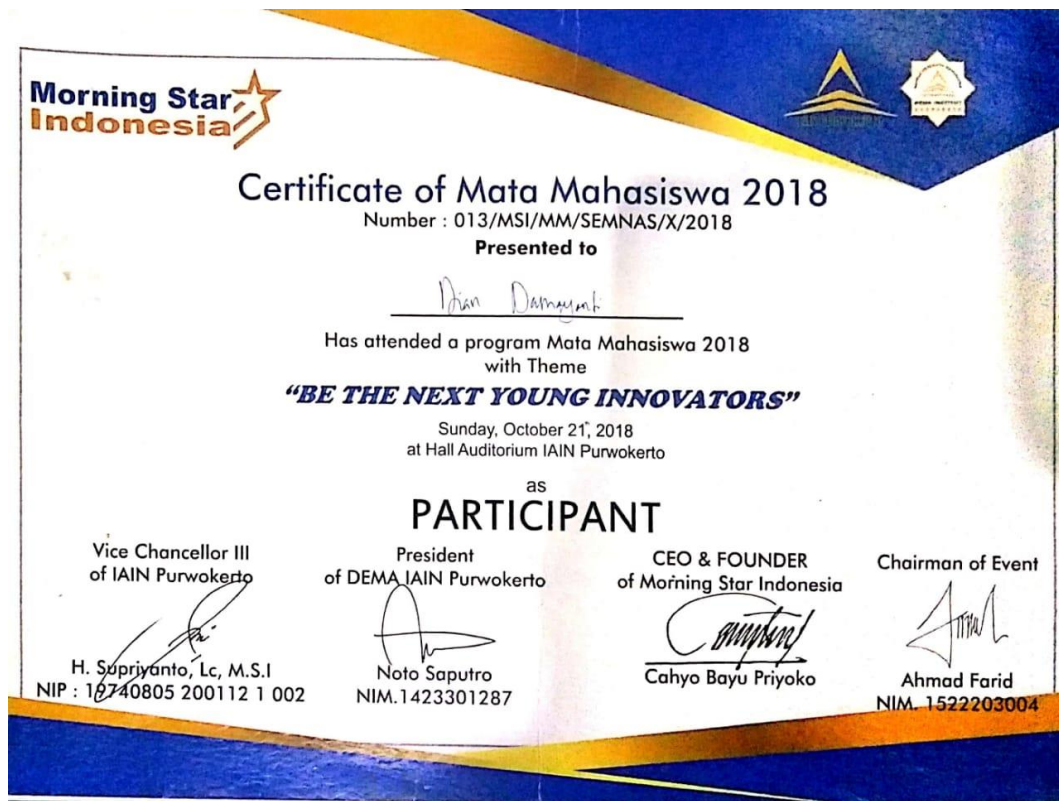 Morning Star
Indonesia
Certificate of Mata Mahasiswa 2018
Number : 013/MSI/MM/SEMNAS/X/2018
Presented to
Dian Damayanti
Has attended a program Mata Mahasiswa 2018
with Theme
“BE THE NEXT YOUNG INNOVATORS”
Sunday, October 21, 2018
at Hall Auditorium IAIN Purwokerto
as
PARTICIPANT
Vice Chancellor III
of IAIN Purwokerto
H. Supriyanto, Lc, M.S.I
NIP : 19740805 200112 1 002
President
of DEMA IAIN Purwokerto
Noto Saputro
NIM.1423301287
CEO & FOUNDER
of Morning Star Indonesia
Cahyo Bayu Priyoko
Chairman of Event
Ahmad Farid
NIM. 1522203004